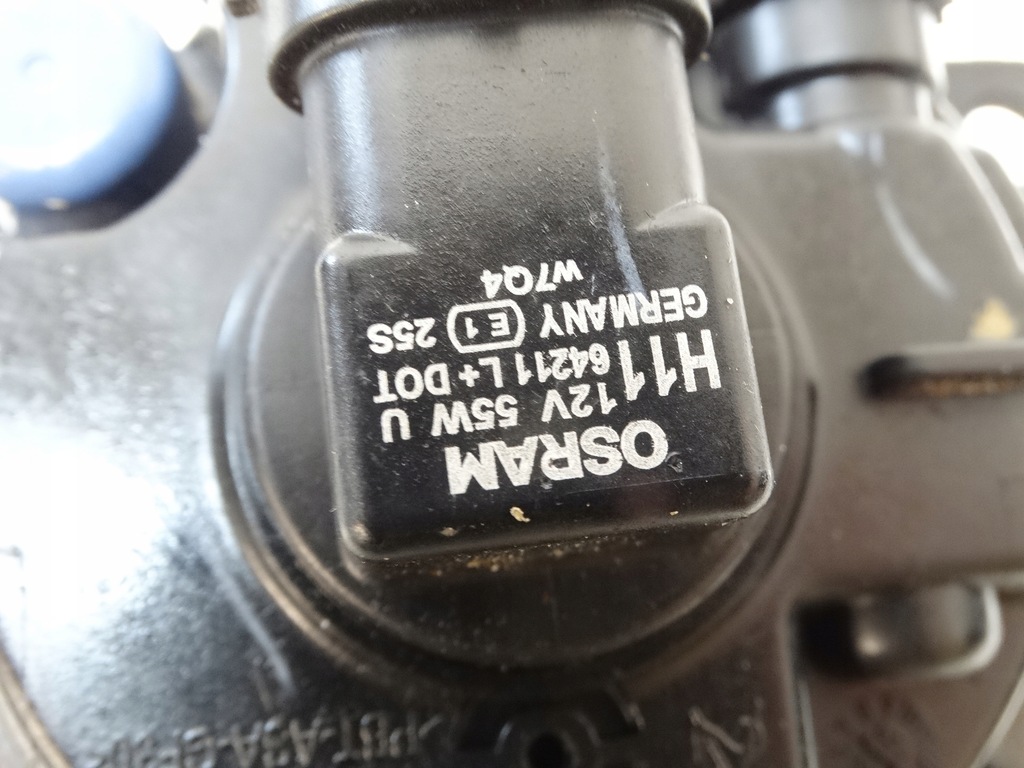 OSRAM
H11 12V 55W U
64211 L+ DOT
GERMANY E1 25S
W7Q4